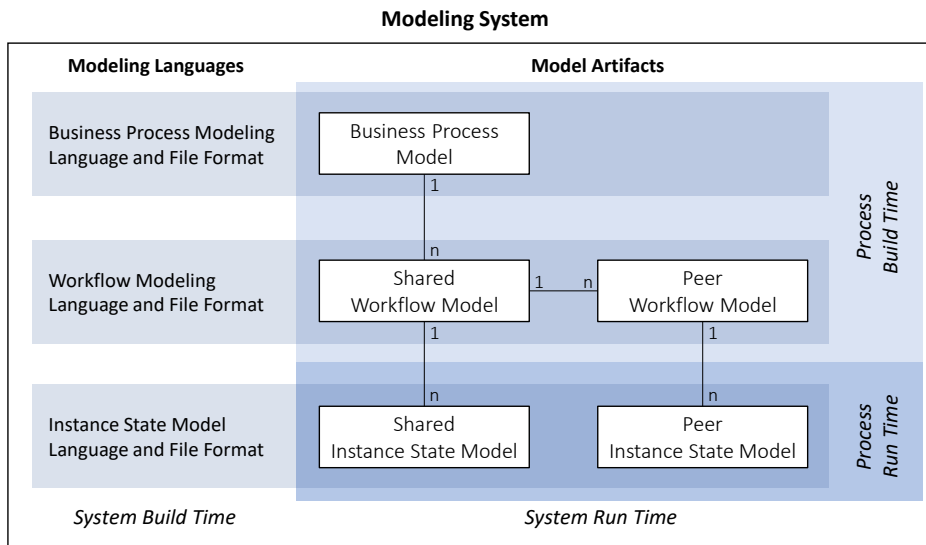 Modeling System
Modeling Languages
Model Artifacts
Business Process Modeling
Language and File Format
Business Process
Model
1
n
Process
Build Time
Workflow Modeling
Language and File Format
Shared
Workflow Model
1
n
Peer
Workflow Model
1
1
n
n
Instance State Model
Language and File Format
Shared
Instance State Model
Peer
Instance State Model
Process
Run Time
System Build Time
System Run Time